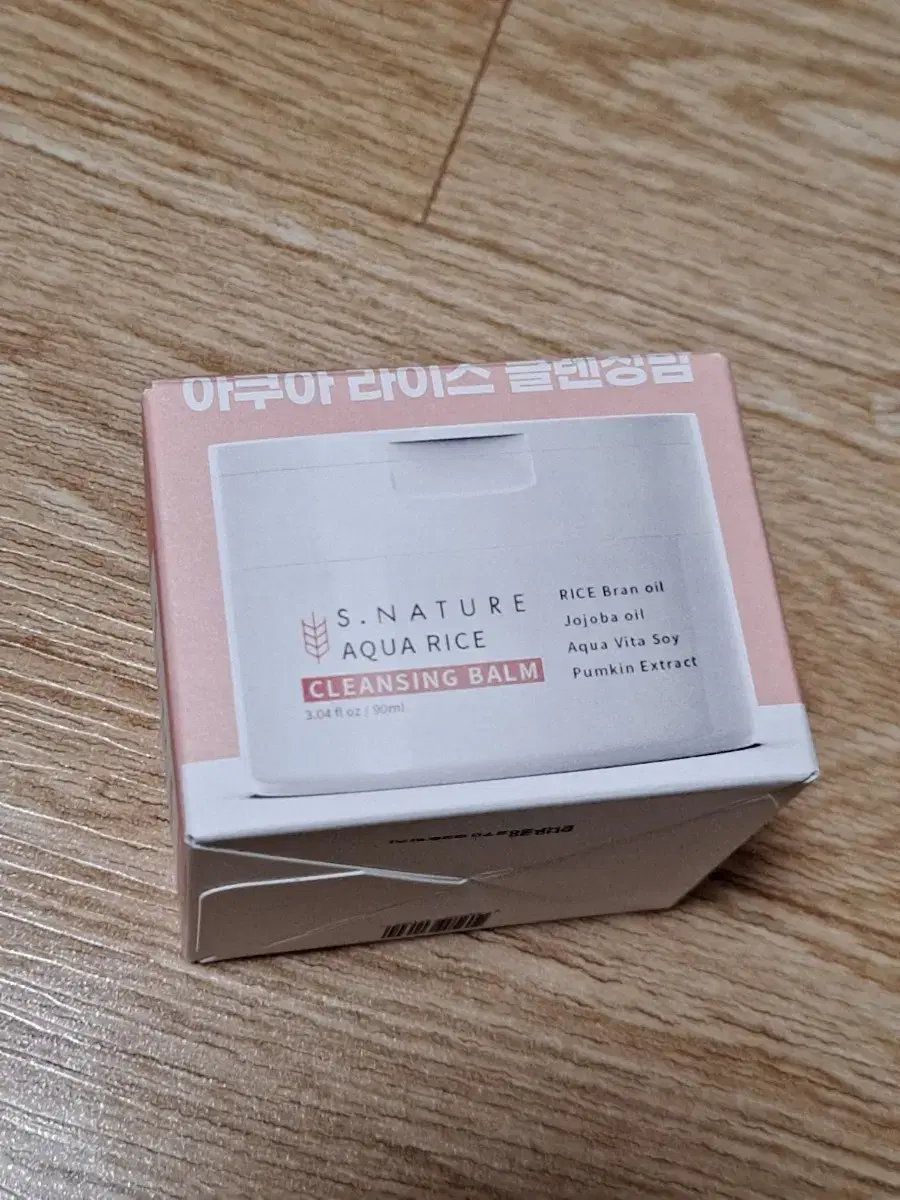 아쿠아 라이스 클렌징밤
S.NATURE
AQUA RICE
CLEANSING BALM
3.04 fl oz / 90ml
RICE Bran oil
Jojoba oil
Aqua Vita Soy
Pumkin Extract